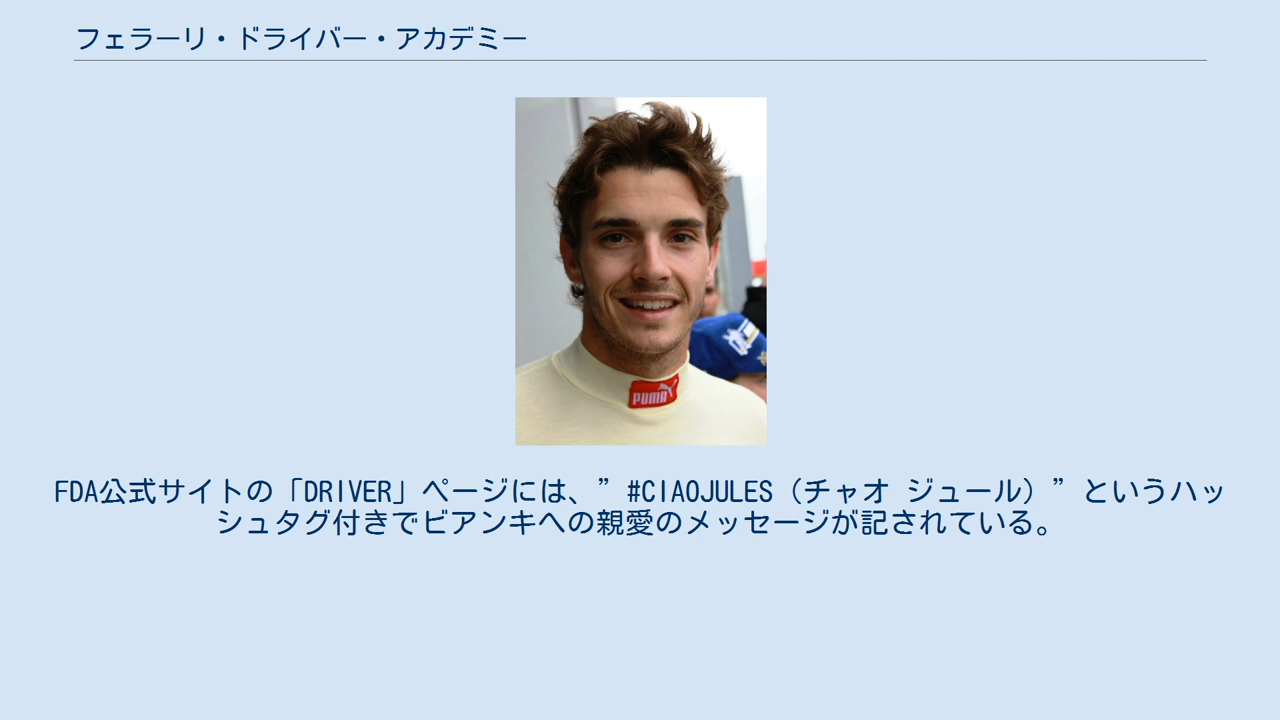 フェラーリ・ドライバー・アカデミー
PUMA
FDA公式サイトの「DRIVER」ページには、”#CIAOJULES（チャオ ジュール）”というハッ
シュタグ付きでビアンキへの親愛のメッセージが記されている。